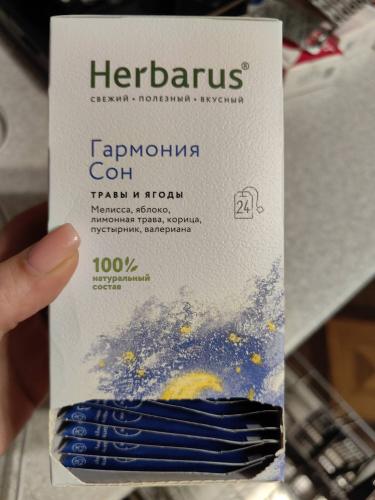 Herbarus®
СВЕЖИЙ • ПОЛЕЗНЫЙ • ВКУСНЫЙ
Гармония
Сон
ТРАВЫ И ЯГОДЫ
Мелисса, яблоко,
лимонная трава, корица,
пустырник, валериана
24
100%
натуральный
состав